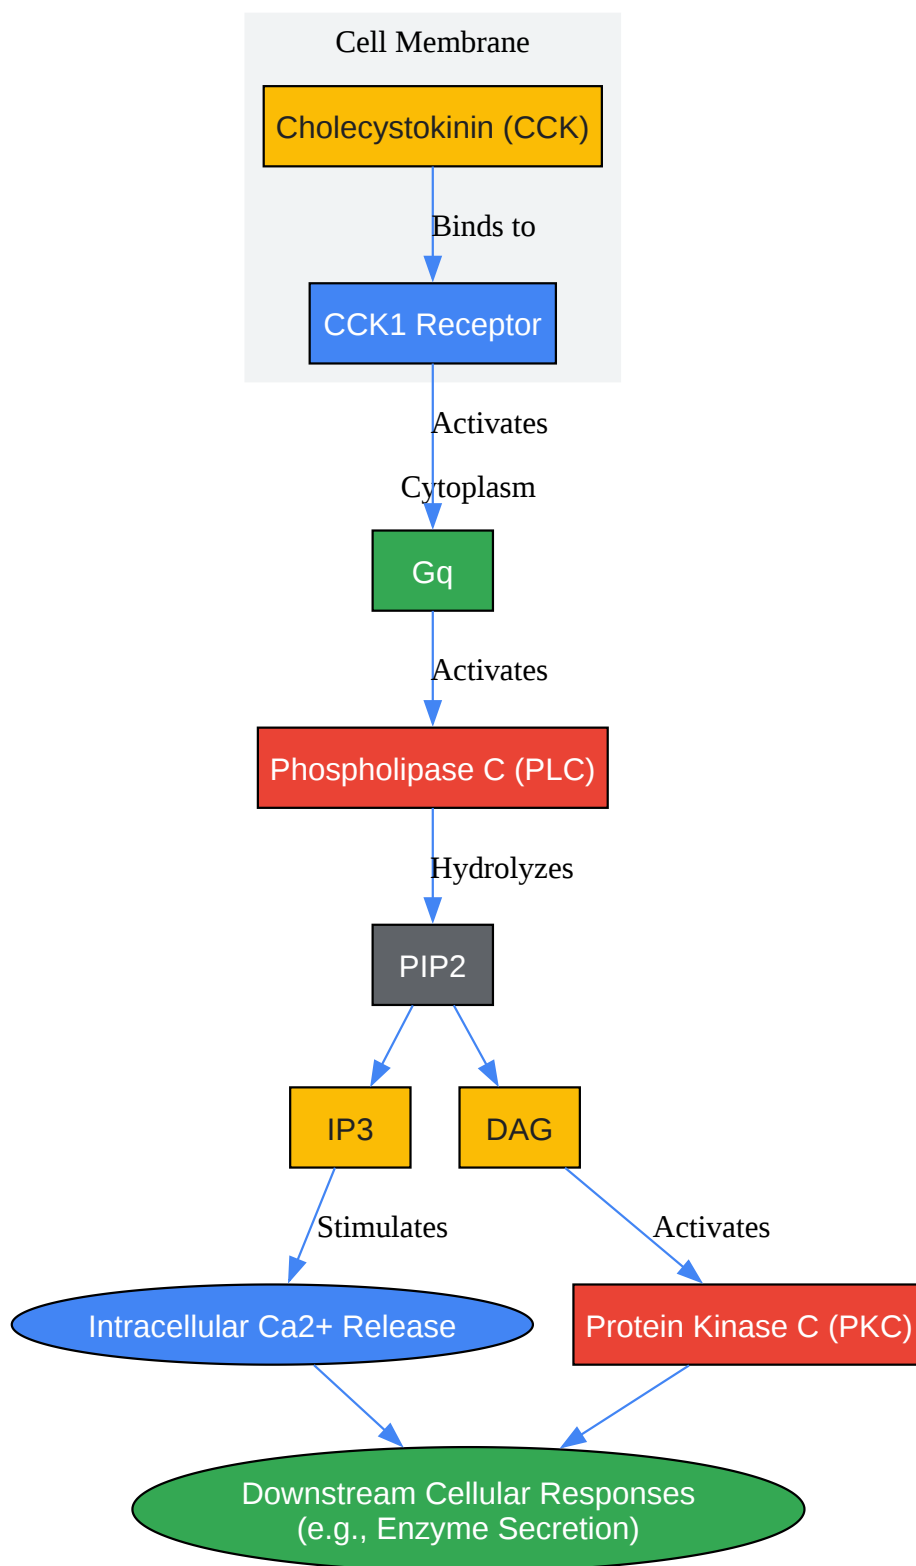 Cell Membrane
Cholecystokinin (CCK)
Binds to
CCK1 Receptor
Activates
Cytoplasm
Gq
Activates
Phospholipase C (PLC)
Hydrolyzes
PIP2
IP3
DAG
Stimulates
Activates
Intracellular Ca2+ Release
Protein Kinase C (PKC)
Downstream Cellular Responses
(e.g., Enzyme Secretion)